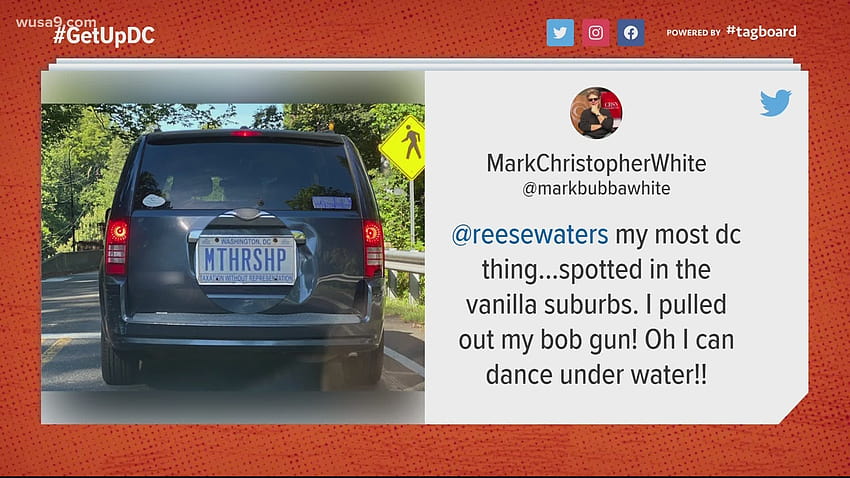 wusa9.com
#GetUpDC
POWERED BY #tagboard
WASHINGTON, DC
MTHRSHP
TAXATION WITHOUT REPRESENTATION
MarkChristopherWhite
@markbubbawhite
@reesewaters my most dc
thing...spotted in the
vanilla suburbs. I pulled
out my bob gun! Oh I can
dance under water!!